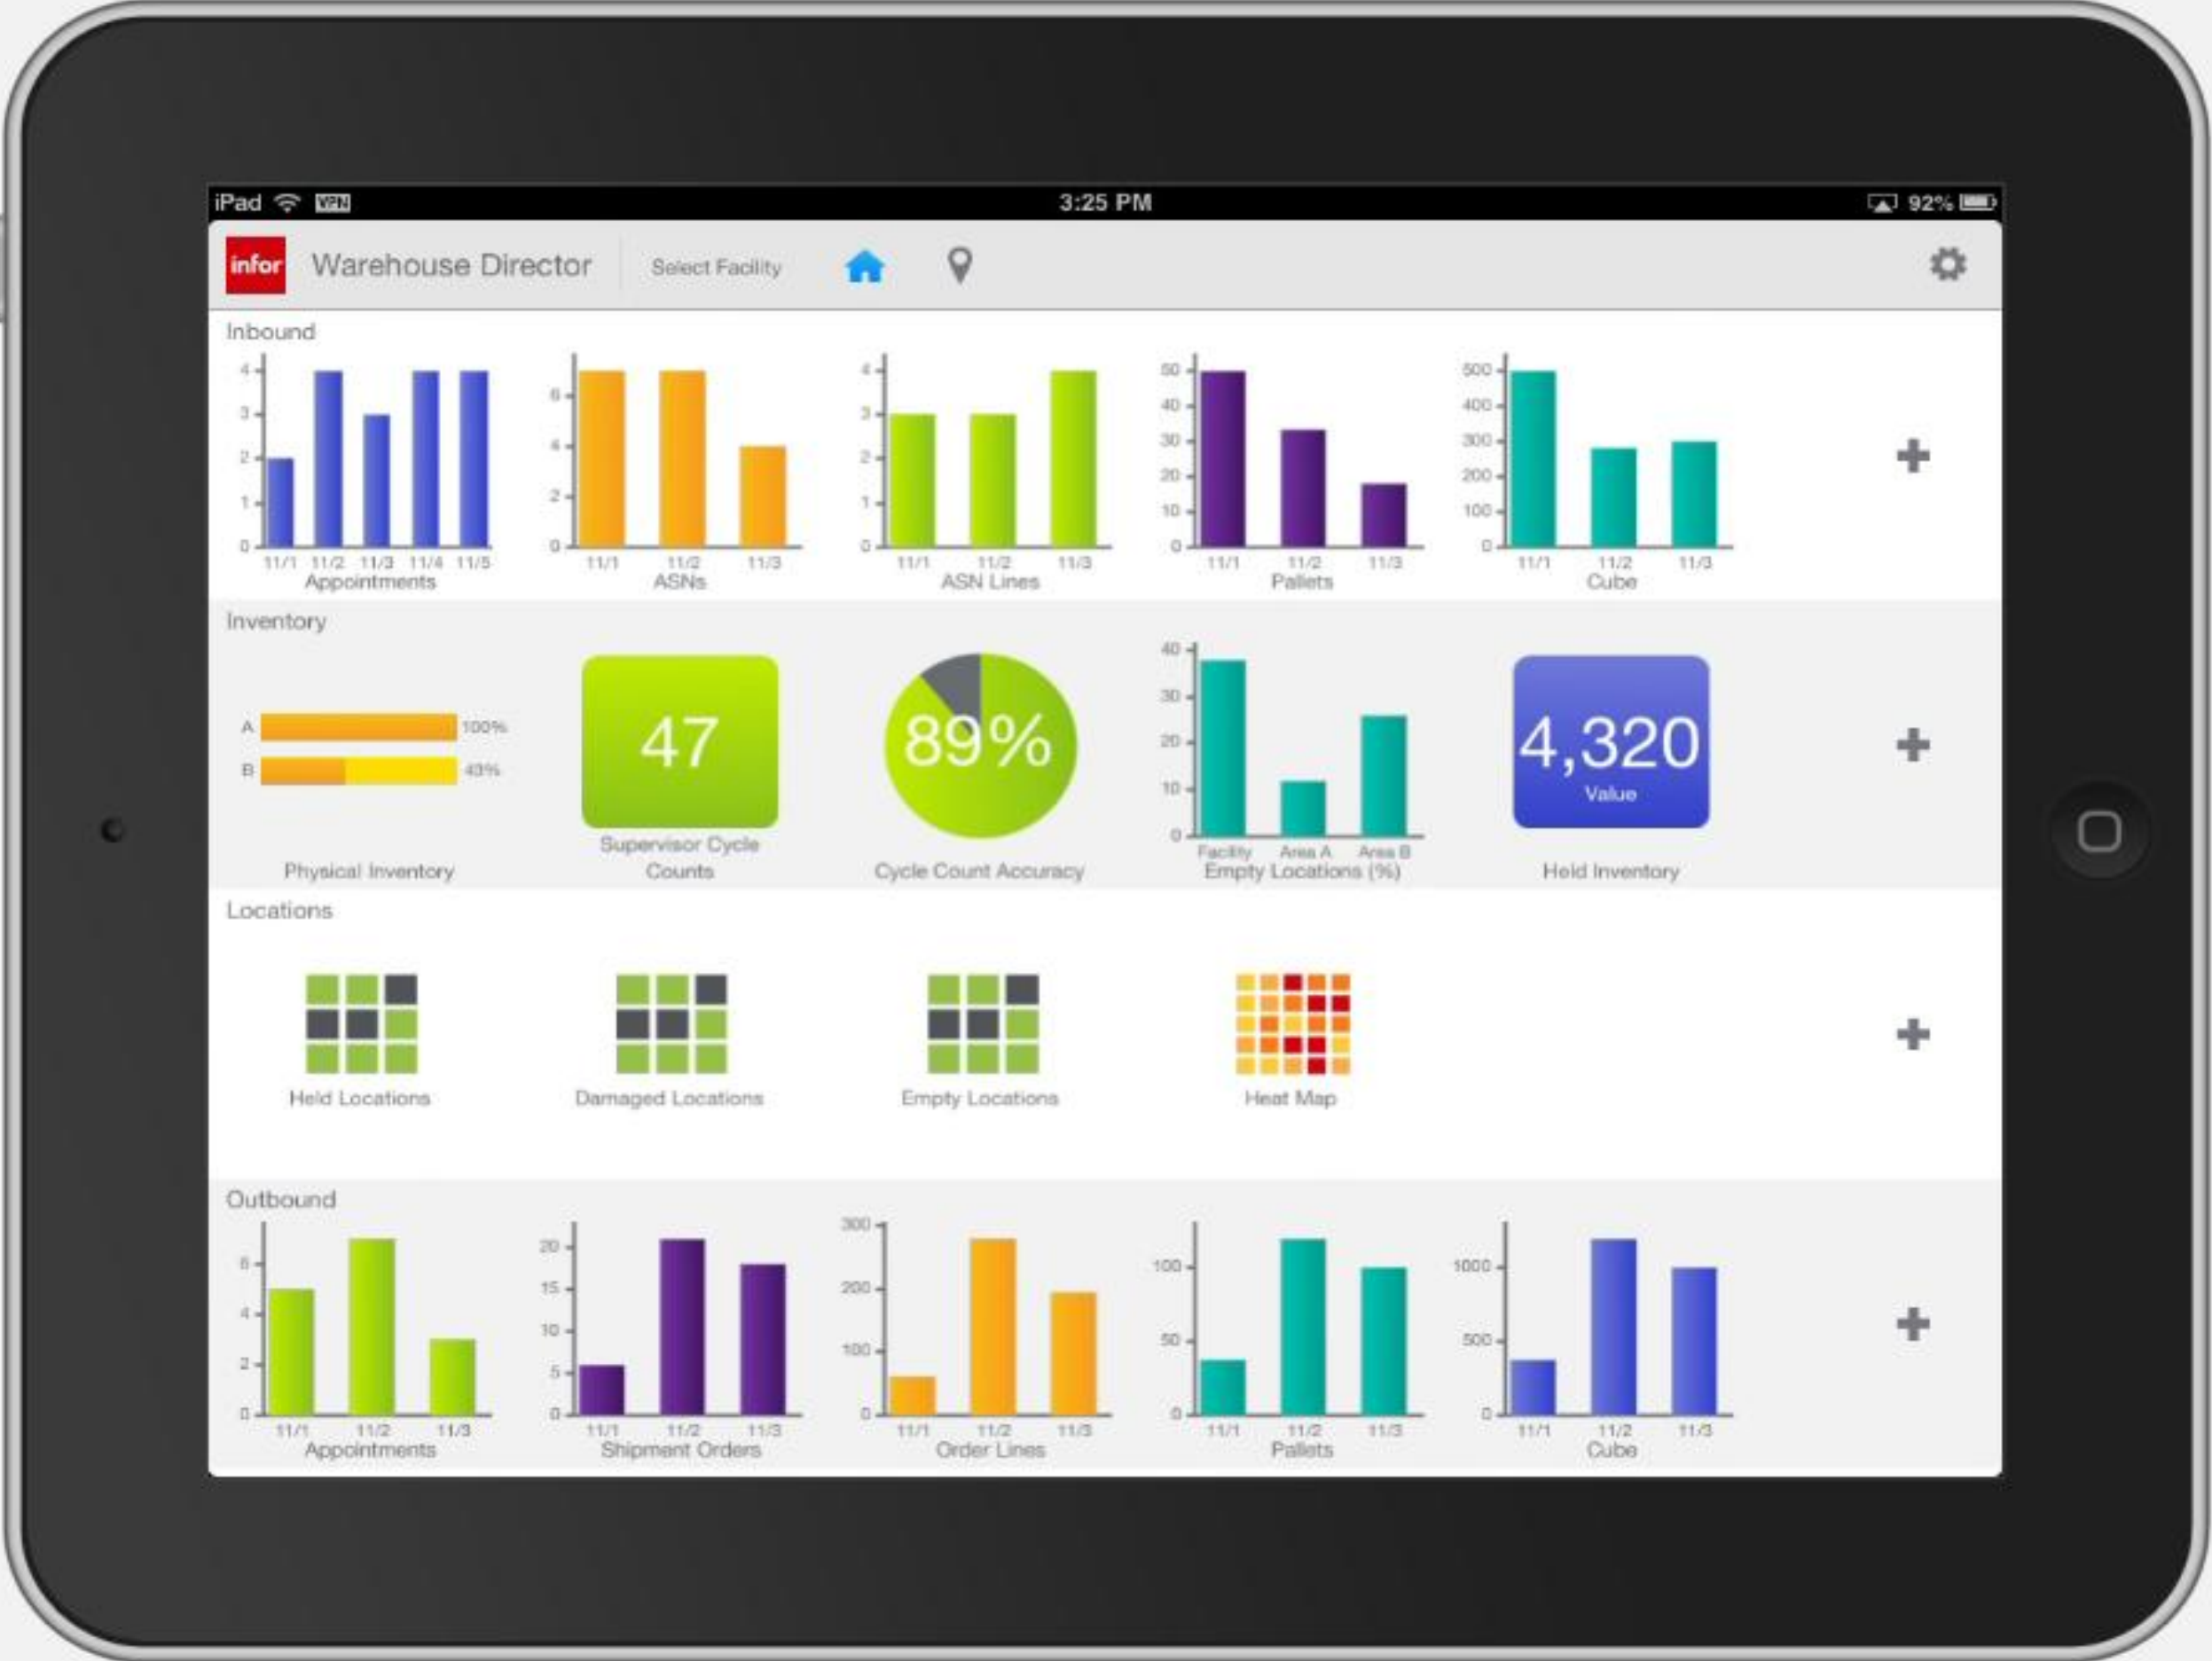 iPad VPN 3:25 PM 92%
infor Warehouse Director Select Facility
Inbound
4 3 2 1 0
11/1 11/2 11/3 11/4 11/5
Appointments
6 4 2 0
11/1 11/2 11/3
ASNs
4 3 2 1 0
11/1 11/2 11/3
ASN Lines
50 40 30 20 10 0
11/1 11/2 11/3
Pallets
500 400 300 200 100 0
11/1 11/2 11/3
Cube
Inventory
A 100%
B 43%
Physical Inventory
47
Supervisor Cycle
Counts
89%
Cycle Count Accuracy
40 30 20 10 0
Facility Area A Area B
Empty Locations (%)
4,320
Value
Held Inventory
Locations
Held Locations
Damaged Locations
Empty Locations
Heat Map
Outbound
6 4 2 0
11/1 11/2 11/3
Appointments
20 15 10 5 0
11/1 11/2 11/3
Shipment Orders
300 200 100 0
11/1 11/2 11/3
Order Lines
100 50 0
11/1 11/2 11/3
Pallets
1000 500 0
11/1 11/2 11/3
Cube